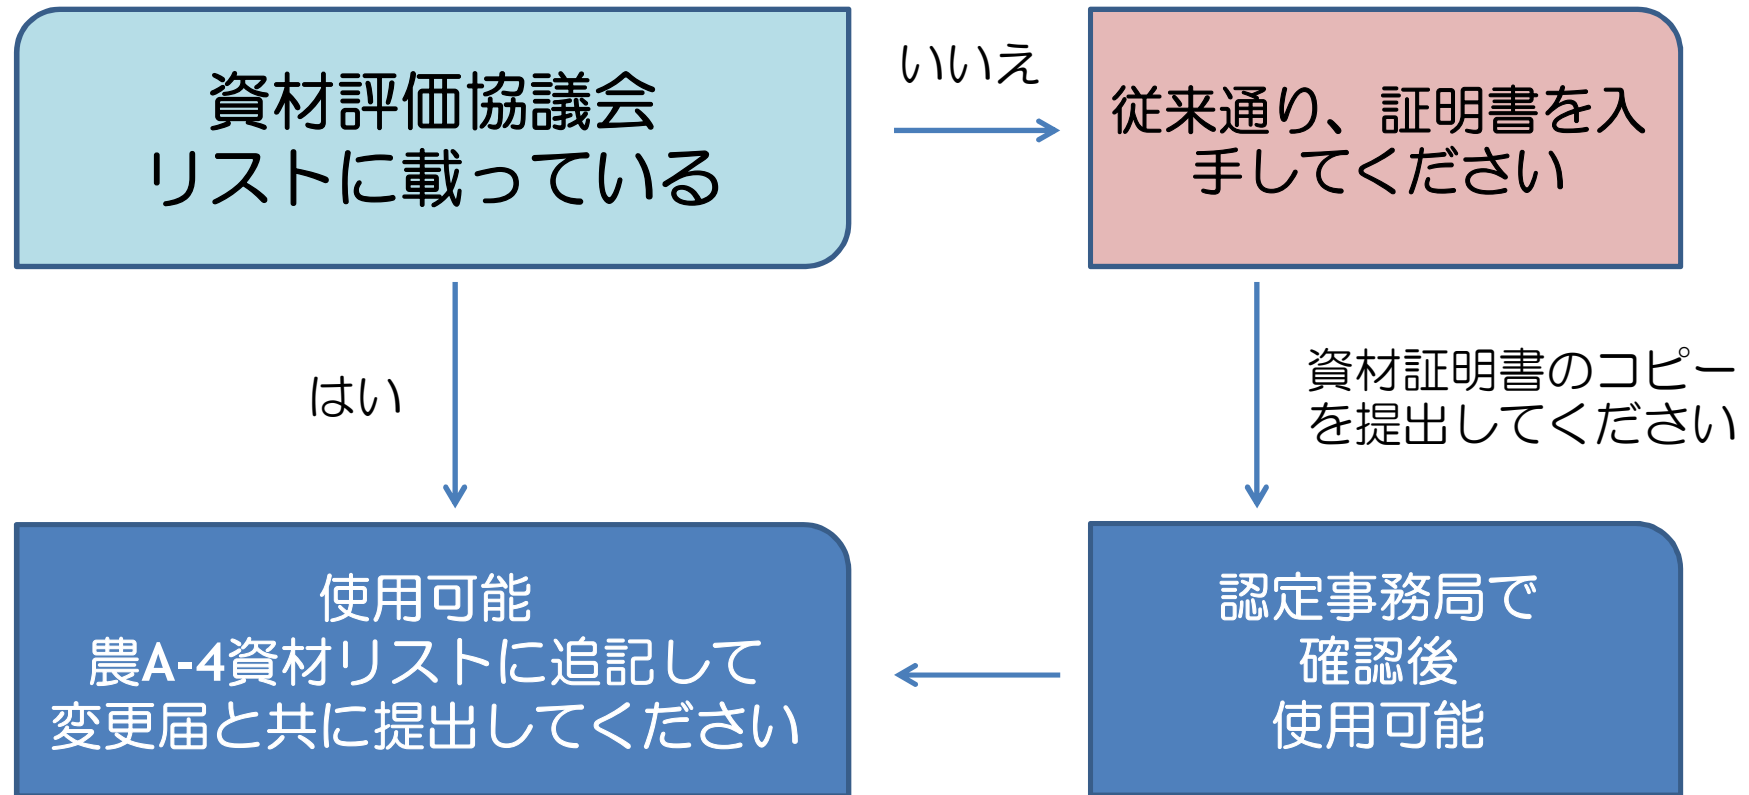 資材評価協議会
リストに載っている
いいえ
従来通り、証明書を入
手してください
はい
資材証明書のコピー
を提出してください
使用可能
農A-4資材リストに追記して
変更届と共に提出してください
認定事務局で
確認後
使用可能